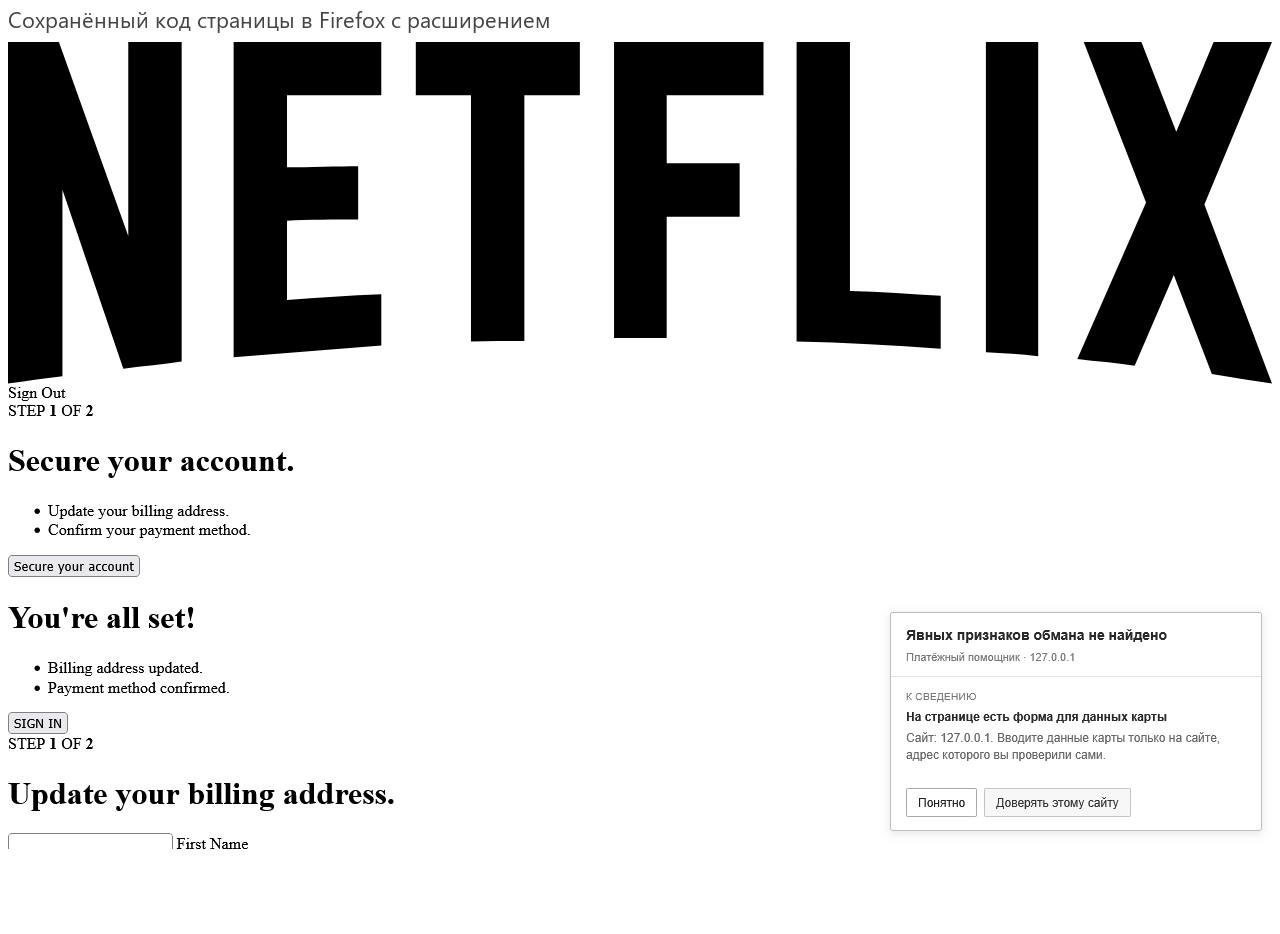 Сохранённый код страницы в Firefox с расширением
NETFLIX
Sign Out
STEP 1 OF 2
Secure your account.
• Update your billing address.
• Confirm your payment method.
Secure your account
You're all set!
• Billing address updated.
• Payment method confirmed.
SIGN IN
STEP 1 OF 2
Update your billing address.
First Name
Явных признаков обмана не найдено
Платёжный помощник · 127.0.0.1
К СВЕДЕНИЮ
На странице есть форма для данных карты
Сайт: 127.0.0.1. Вводите данные карты только на сайте,
адрес которого вы проверили сами.
Понятно Доверять этому сайту